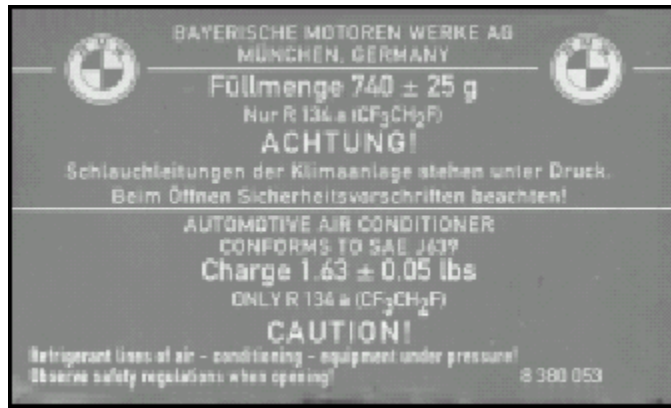 BAYERISCHE MOTOREN WERKE AG
MÜNCHEN, GERMANY
Füllmenge 740 ± 25 g
Nur R 134 a (CF3CH2F)
ACHTUNG!
Schlauchleitungen der Klimaanlage stehen unter Druck.
Beim Öffnen Sicherheitsvorschriften beachten!
AUTOMOTIVE AIR CONDITIONER
CONFORMS TO SAE J639
Charge 1.63 ± 0.05 lbs
ONLY R 134 a (CF3CH2F)
CAUTION!
Refrigerant lines of air - conditioning - equipment under pressure!
Observe safety regulations when opening! 8 380 053